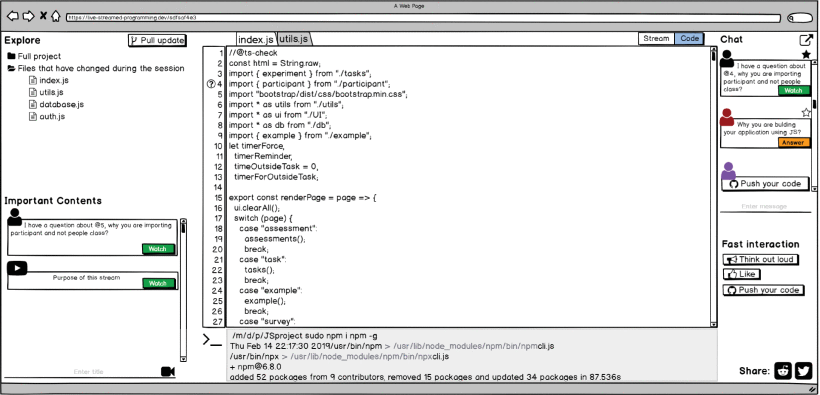 A Web Page
https://live-streamed-programming.dev/sdfsaf4e3
Explore
Pull update
Full project
Files that have changed during the session
index.js
utils.js
database.js
auth.js
Important Contents
I have a question about @5, why you are importing
participant and not people class?
Watch
Purpose of this stream
Watch
Enter title
index.js
utils.js
Stream
Code
1 //@ts-check
2 const html = String.raw;
3 import { experiment } from "./tasks";
? 4 import { participant } from "./participant";
5 import "bootstrap/dist/css/bootstrap.min.css";
6 import * as utils from "./utils";
7 import * as ui from "./UI";
8 import * as db from "./db";
9 import { example } from "./example";
10 let timerForce,
11 timerReminder,
12 timeOutsideTask = 0,
13 timerForOutsideTask;
14
15 export const renderPage = page => {
16 ui.clearAll();
17 switch (page) {
18 case "assessment":
19 assessments();
20 break;
21 case "task":
22 tasks();
23 break;
24 case "example":
25 example();
26 break;
27 case "survey":
>_
/m/d/p/JSproject sudo npm i npm -g
Thu Feb 14 22:17:30 2019/usr/bin/npm > /usr/lib/node_modules/npm/bin/npmcli.js
/usr/bin/npx > /usr/lib/node_modules/npm/bin/npxcli.js
+ npm@6.8.0
added 52 packages from 9 contributors, removed 15 packages and updated 34 packages in 87.536s
Chat
I have a question about
@4, why you are importing
participant and not people
class?
Watch
Why you are bulding
your application using JS?
Answer
Push your code
Enter message
Fast interaction
Think out loud
Like
Push your code
Share: